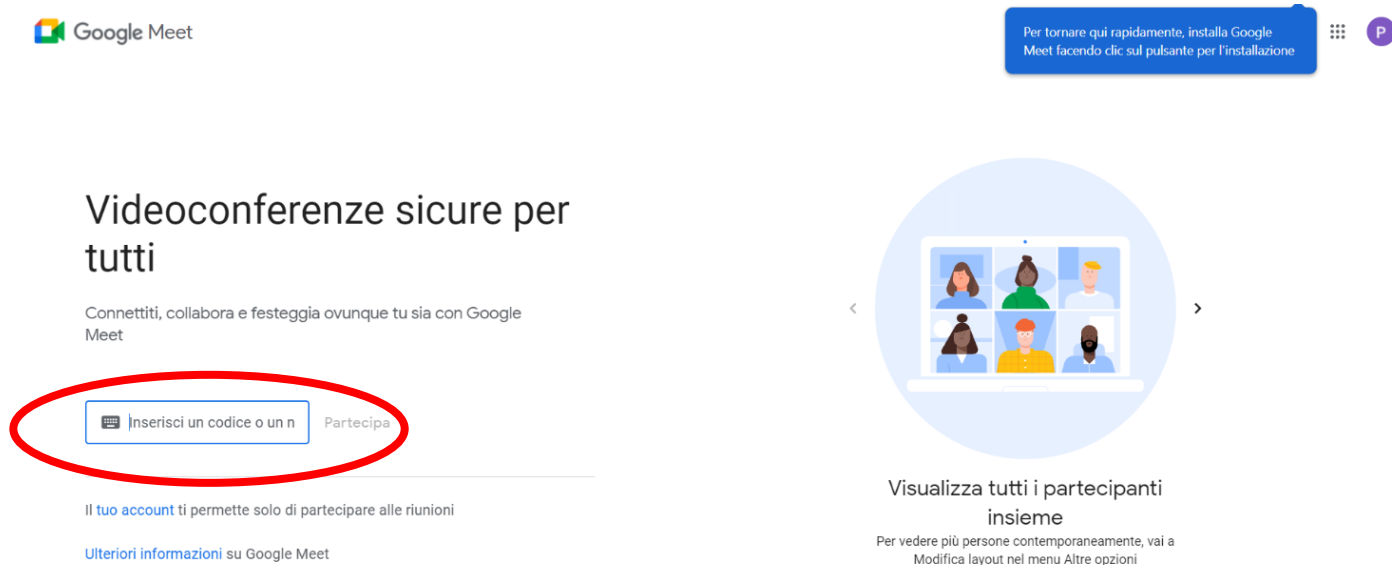 Google Meet
Per tornare qui rapidamente, installa Google
Meet facendo clic sul pulsante per l'installazione
P
Videoconferenze sicure per
tutti
Connettiti, collabora e festeggia ovunque tu sia con Google
Meet
Inserisci un codice o un n
Partecipa
Il tuo account ti permette solo di partecipare alle riunioni
Ulteriori informazioni su Google Meet
Visualizza tutti i partecipanti
insieme
Per vedere più persone contemporaneamente, vai a
Modifica layout nel menu Altre opzioni